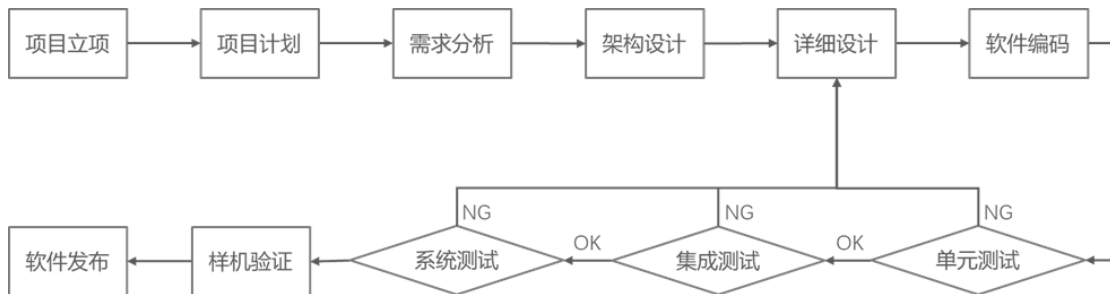 项目立项
项目计划
需求分析
架构设计
详细设计
软件编码
NG
NG
NG
软件发布
样机验证
系统测试
OK
集成测试
OK
单元测试